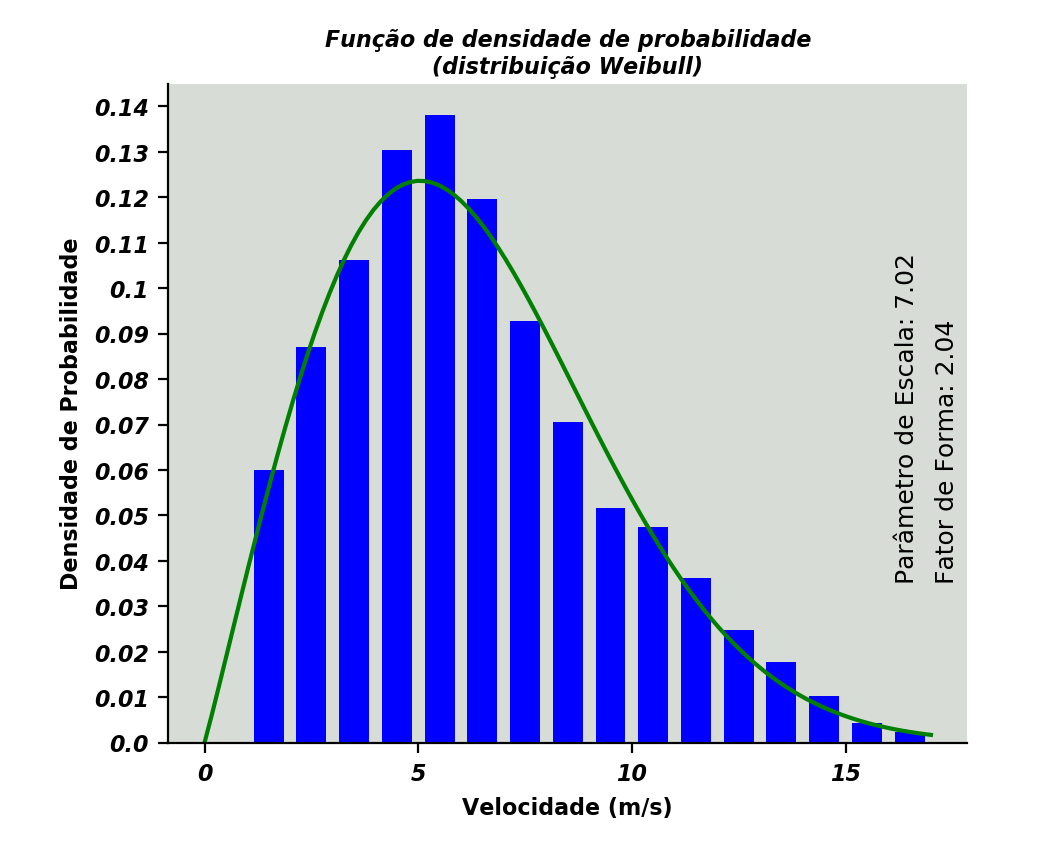 Função de densidade de probabilidade
(distribuição Weibull)
Densidade de Probabilidade
0.14
0.13
0.12
0.11
0.1
0.09
0.08
0.07
0.06
0.05
0.04
0.03
0.02
0.01
0.0
0 5 10 15
Velocidade (m/s)
Parâmetro de Escala: 7.02
Fator de Forma: 2.04